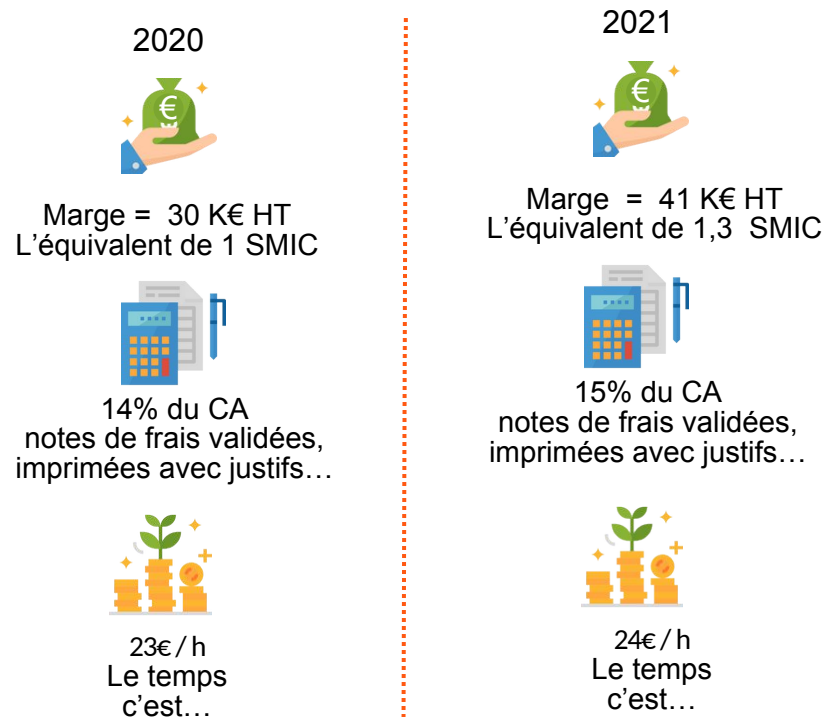 2020
€
Marge = 30 K€ HT
L'équivalent de 1 SMIC
14% du CA
notes de frais validées,
imprimées avec justifs…
23€/h
Le temps
c'est…
2021
€
Marge = 41 K€ HT
L'équivalent de 1,3 SMIC
15% du CA
notes de frais validées,
imprimées avec justifs…
24€/h
Le temps
c'est…